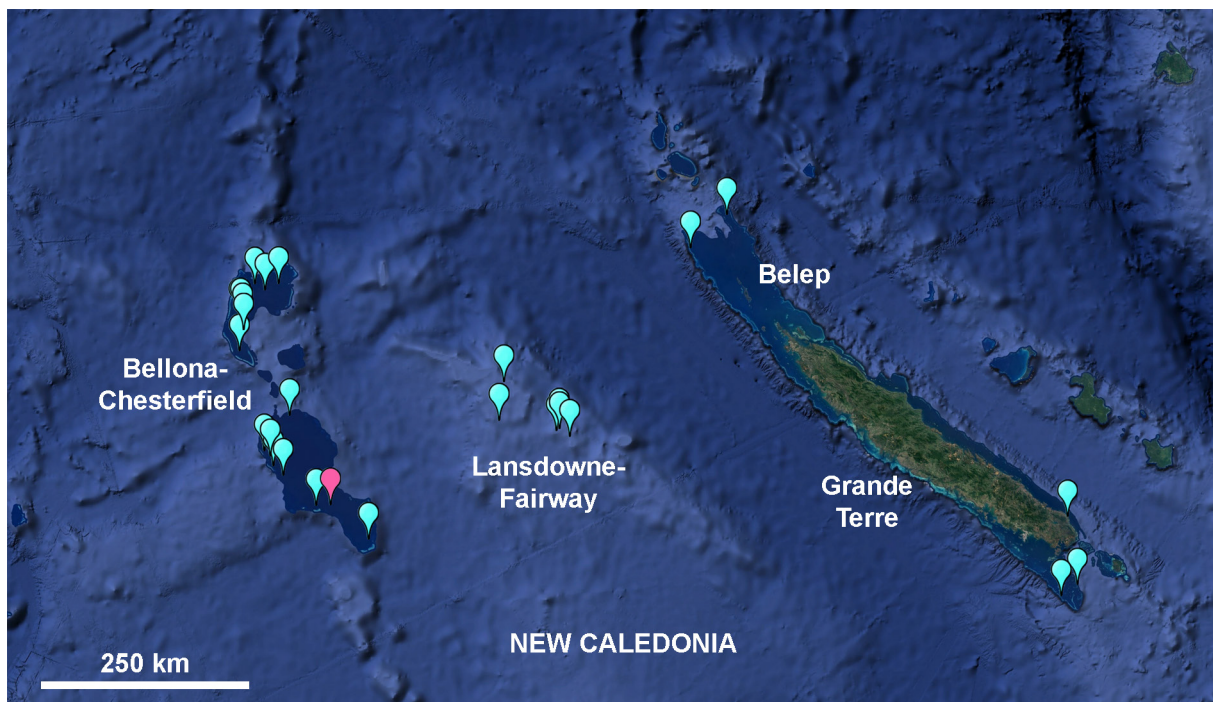 Belep
Bellona-
Chesterfield
Lansdowne-
Fairway
Grande
Terre
NEW CALEDONIA
250 km